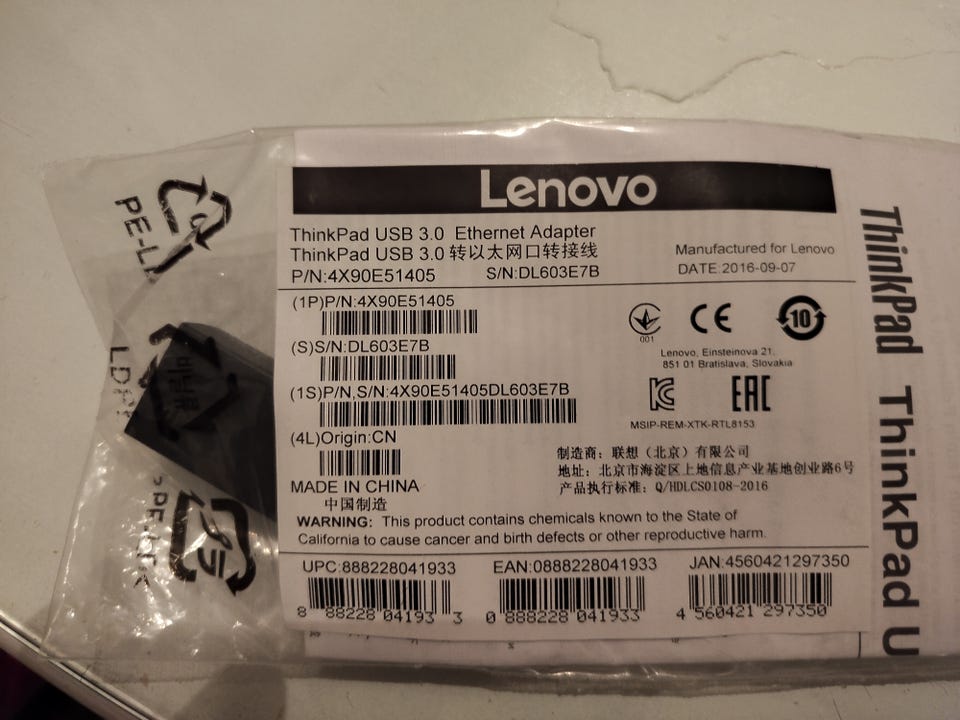 Lenovo
ThinkPad USB 3.0 Ethernet Adapter
ThinkPad USB 3.0 转以太网口转接线
P/N:4X90E51405 S/N:DL603E7B
Manufactured for Lenovo
DATE:2016-09-07
(1P)P/N:4X90E51405
(S)S/N:DL603E7B
(1S)P/N,S/N:4X90E51405DL603E7B
(4L)Origin:CN
MADE IN CHINA
中国制造
001
CE
10
Lenovo, Einsteinova 21,
851 01 Bratislava, Slovakia
EAC
MSIP-REM-XTK-RTL8153
制造商：联想（北京）有限公司
地址：北京市海淀区上地信息产业基地创业路6号
产品执行标准：Q/HDLCS0108-2016
WARNING: This product contains chemicals known to the State of
California to cause cancer and birth defects or other reproductive harm.
UPC:888228041933 EAN:0888228041933 JAN:4560421297350
8 88228 04193 3 0 888228 041933 4 560421 297350
ThinkPad
ThinkPad U